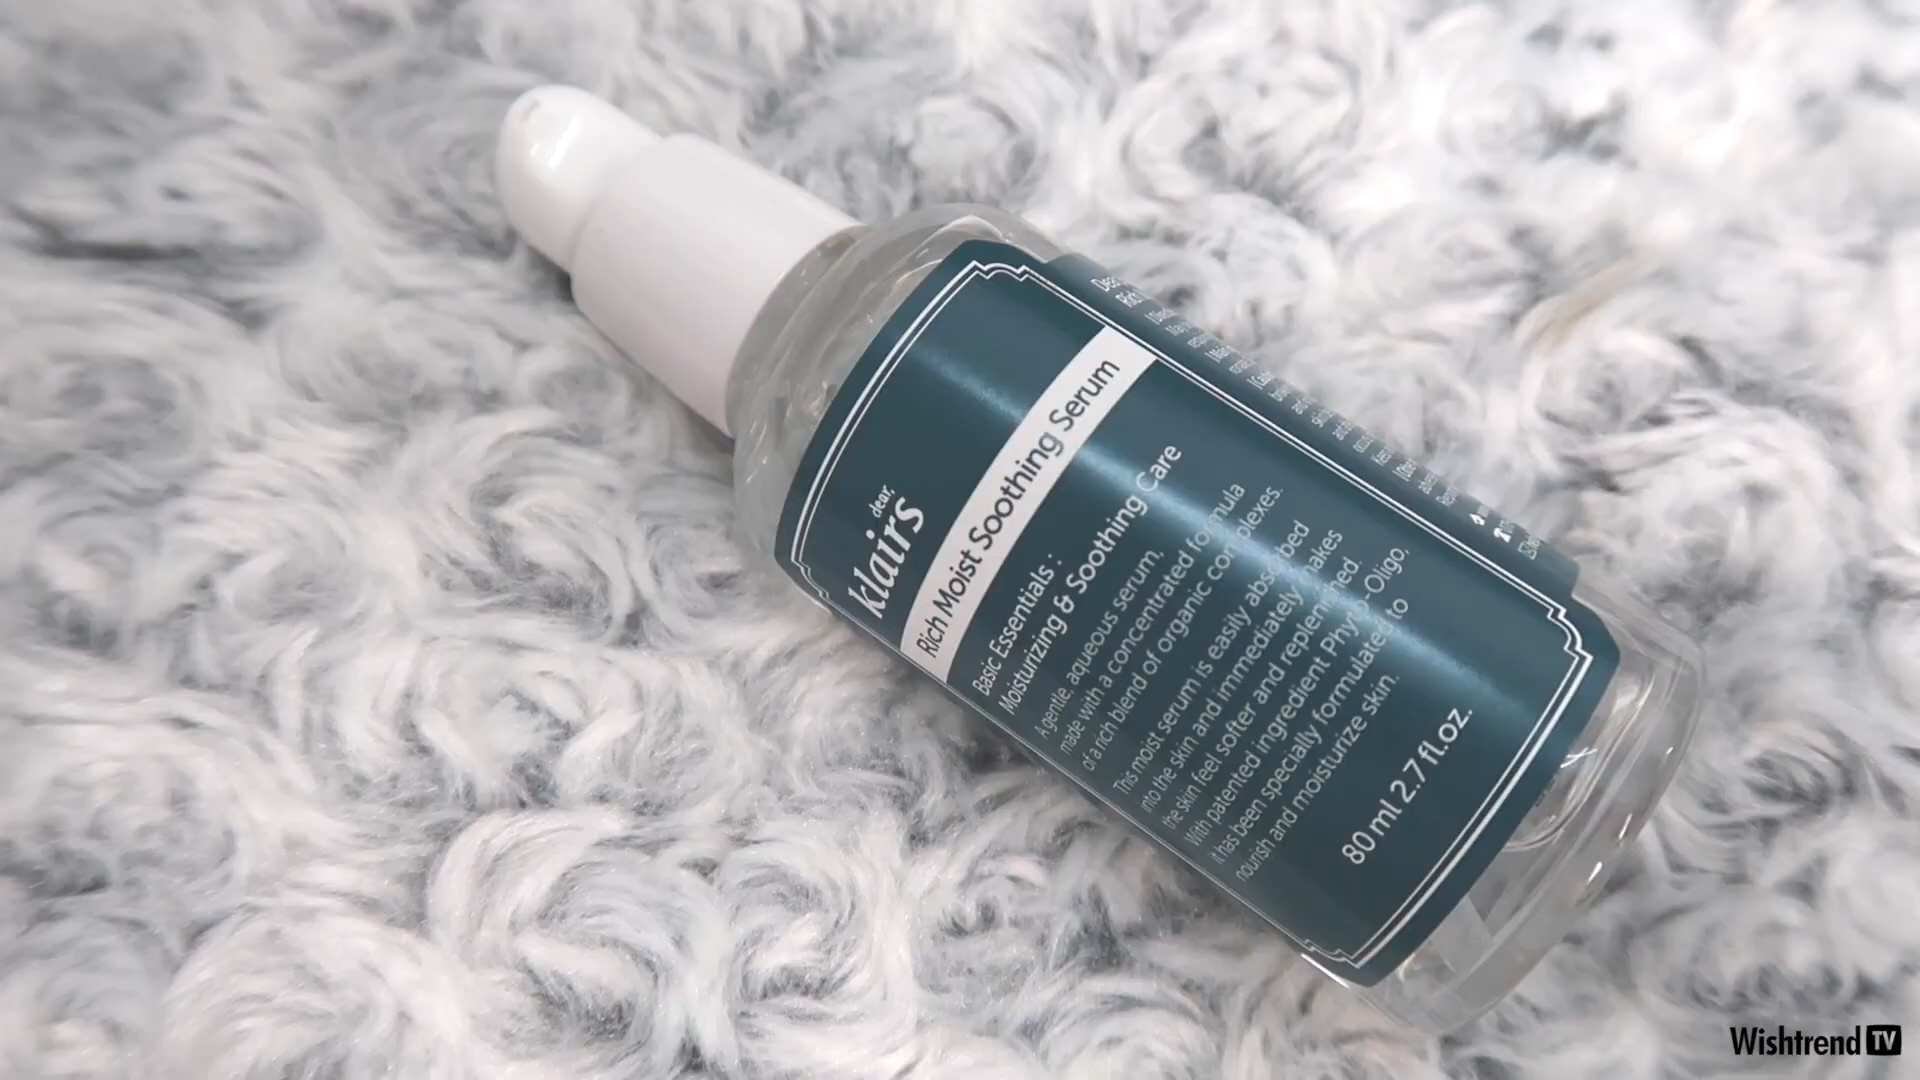 dear,
klairs
Rich Moist Soothing Serum
Basic Essentials :
Moisturizing & Soothing Care
A gentle, aqueous serum,
made with a concentrated formula
of a rich blend of organic complexes.
This moist serum is easily absorbed
into the skin and immediately makes
the skin feel softer and replenished.
With patented ingredient Phyto-Oligo,
it has been specially formulated to
nourish and moisturize skin.
80 ml 2.7 fl.oz.
Wishtrend TV